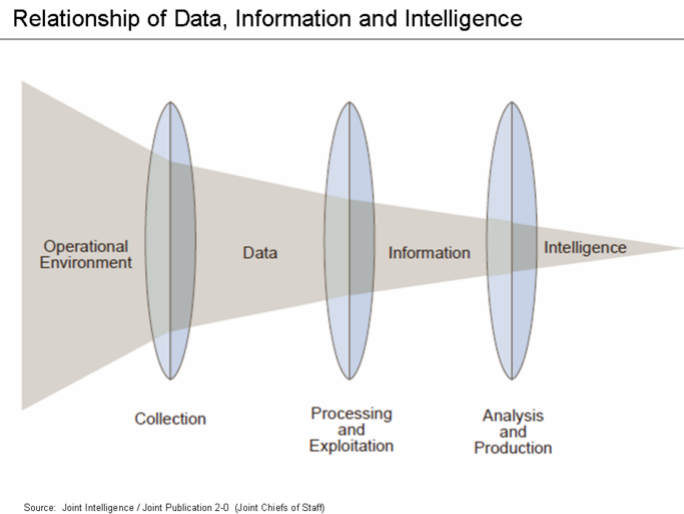 Relationship of Data, Information and Intelligence
Operational
Environment
Data
Information
Intelligence
Collection
Processing
and
Exploitation
Analysis
and
Production
Source: Joint Intelligence / Joint Publication 2-0 (Joint Chiefs of Staff)